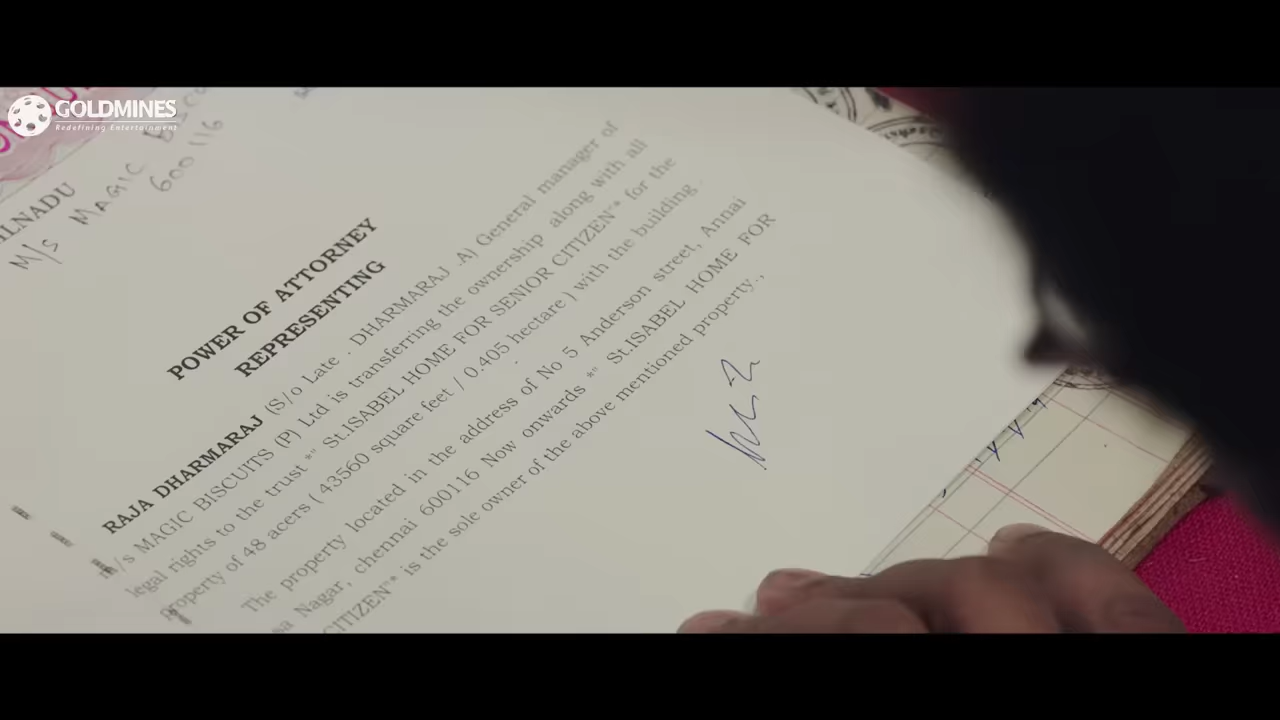 GOLDMINES
Redefining Entertainment
ILNADU
M/s MAGIC
600 116
POWER OF ATTORNEY
REPRESENTING
RAJA DHARMARAJ (S/o Late . DHARMARAJ .A) General manager of
m/s MAGIC BISCUITS (P) Ltd is transferring the ownership along with all
legal rights to the trust *" St.ISABEL HOME FOR SENIOR CITIZEN"* for the
property of 48 acers ( 43560 square feet / 0.405 hectare ) with the building .
The property located in the address of No 5 Anderson street, Annai
sa Nagar, chennai 600116 Now onwards *" St.ISABEL HOME FOR
CITIZEN"* is the sole owner of the above mentioned property.,